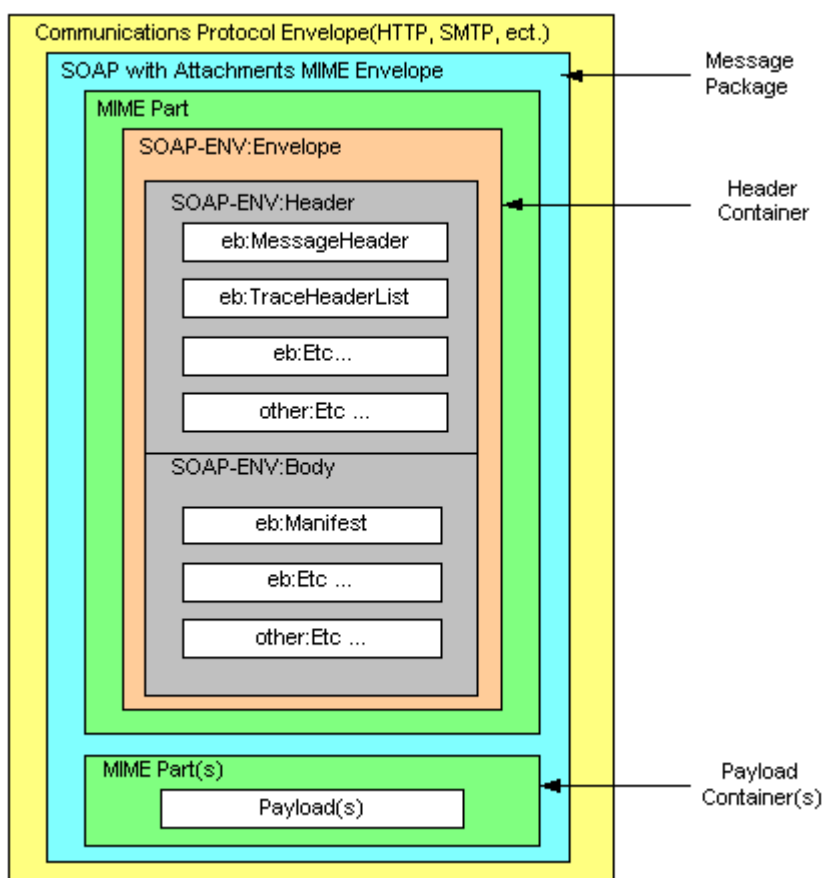 Communications Protocol Envelope(HTTP, SMTP, ect.)
SOAP with Attachments MIME Envelope
Message
Package
MIME Part
SOAP-ENV:Envelope
Header
Container
SOAP-ENV:Header
eb:MessageHeader
eb:TraceHeaderList
eb:Etc...
other:Etc ...
SOAP-ENV:Body
eb:Manifest
eb:Etc ...
other:Etc ...
MIME Part(s)
Payload(s)
Payload
Container(s)